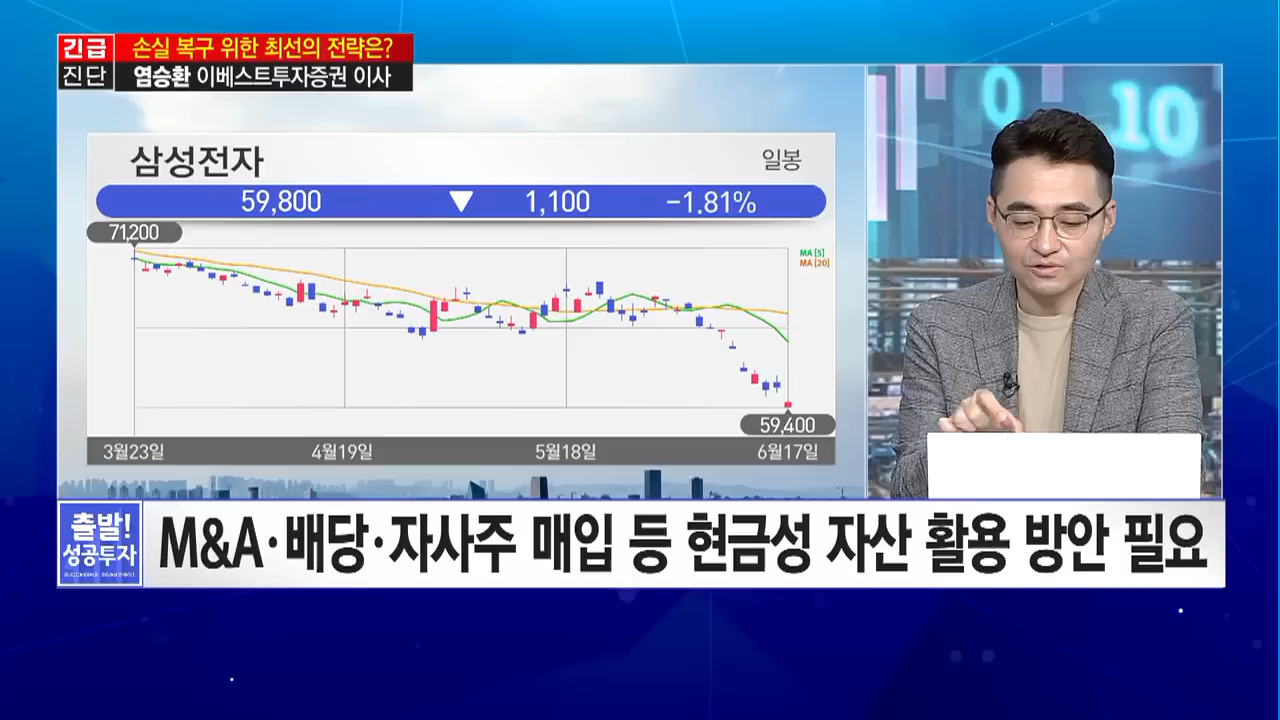 긴급
손실 복구 위한 최선의 전략은?
진단
염승환 이베스트투자증권 이사
0
10
삼성전자
일봉
59,800 ▼ 1,100 -1.81%
71,200
MA [5]
MA [20]
59,400
3월23일 4월19일 5월18일 6월17일
출발!
성공투자
M&A·배당·자사주 매입 등 현금성 자산 활용 방안 필요